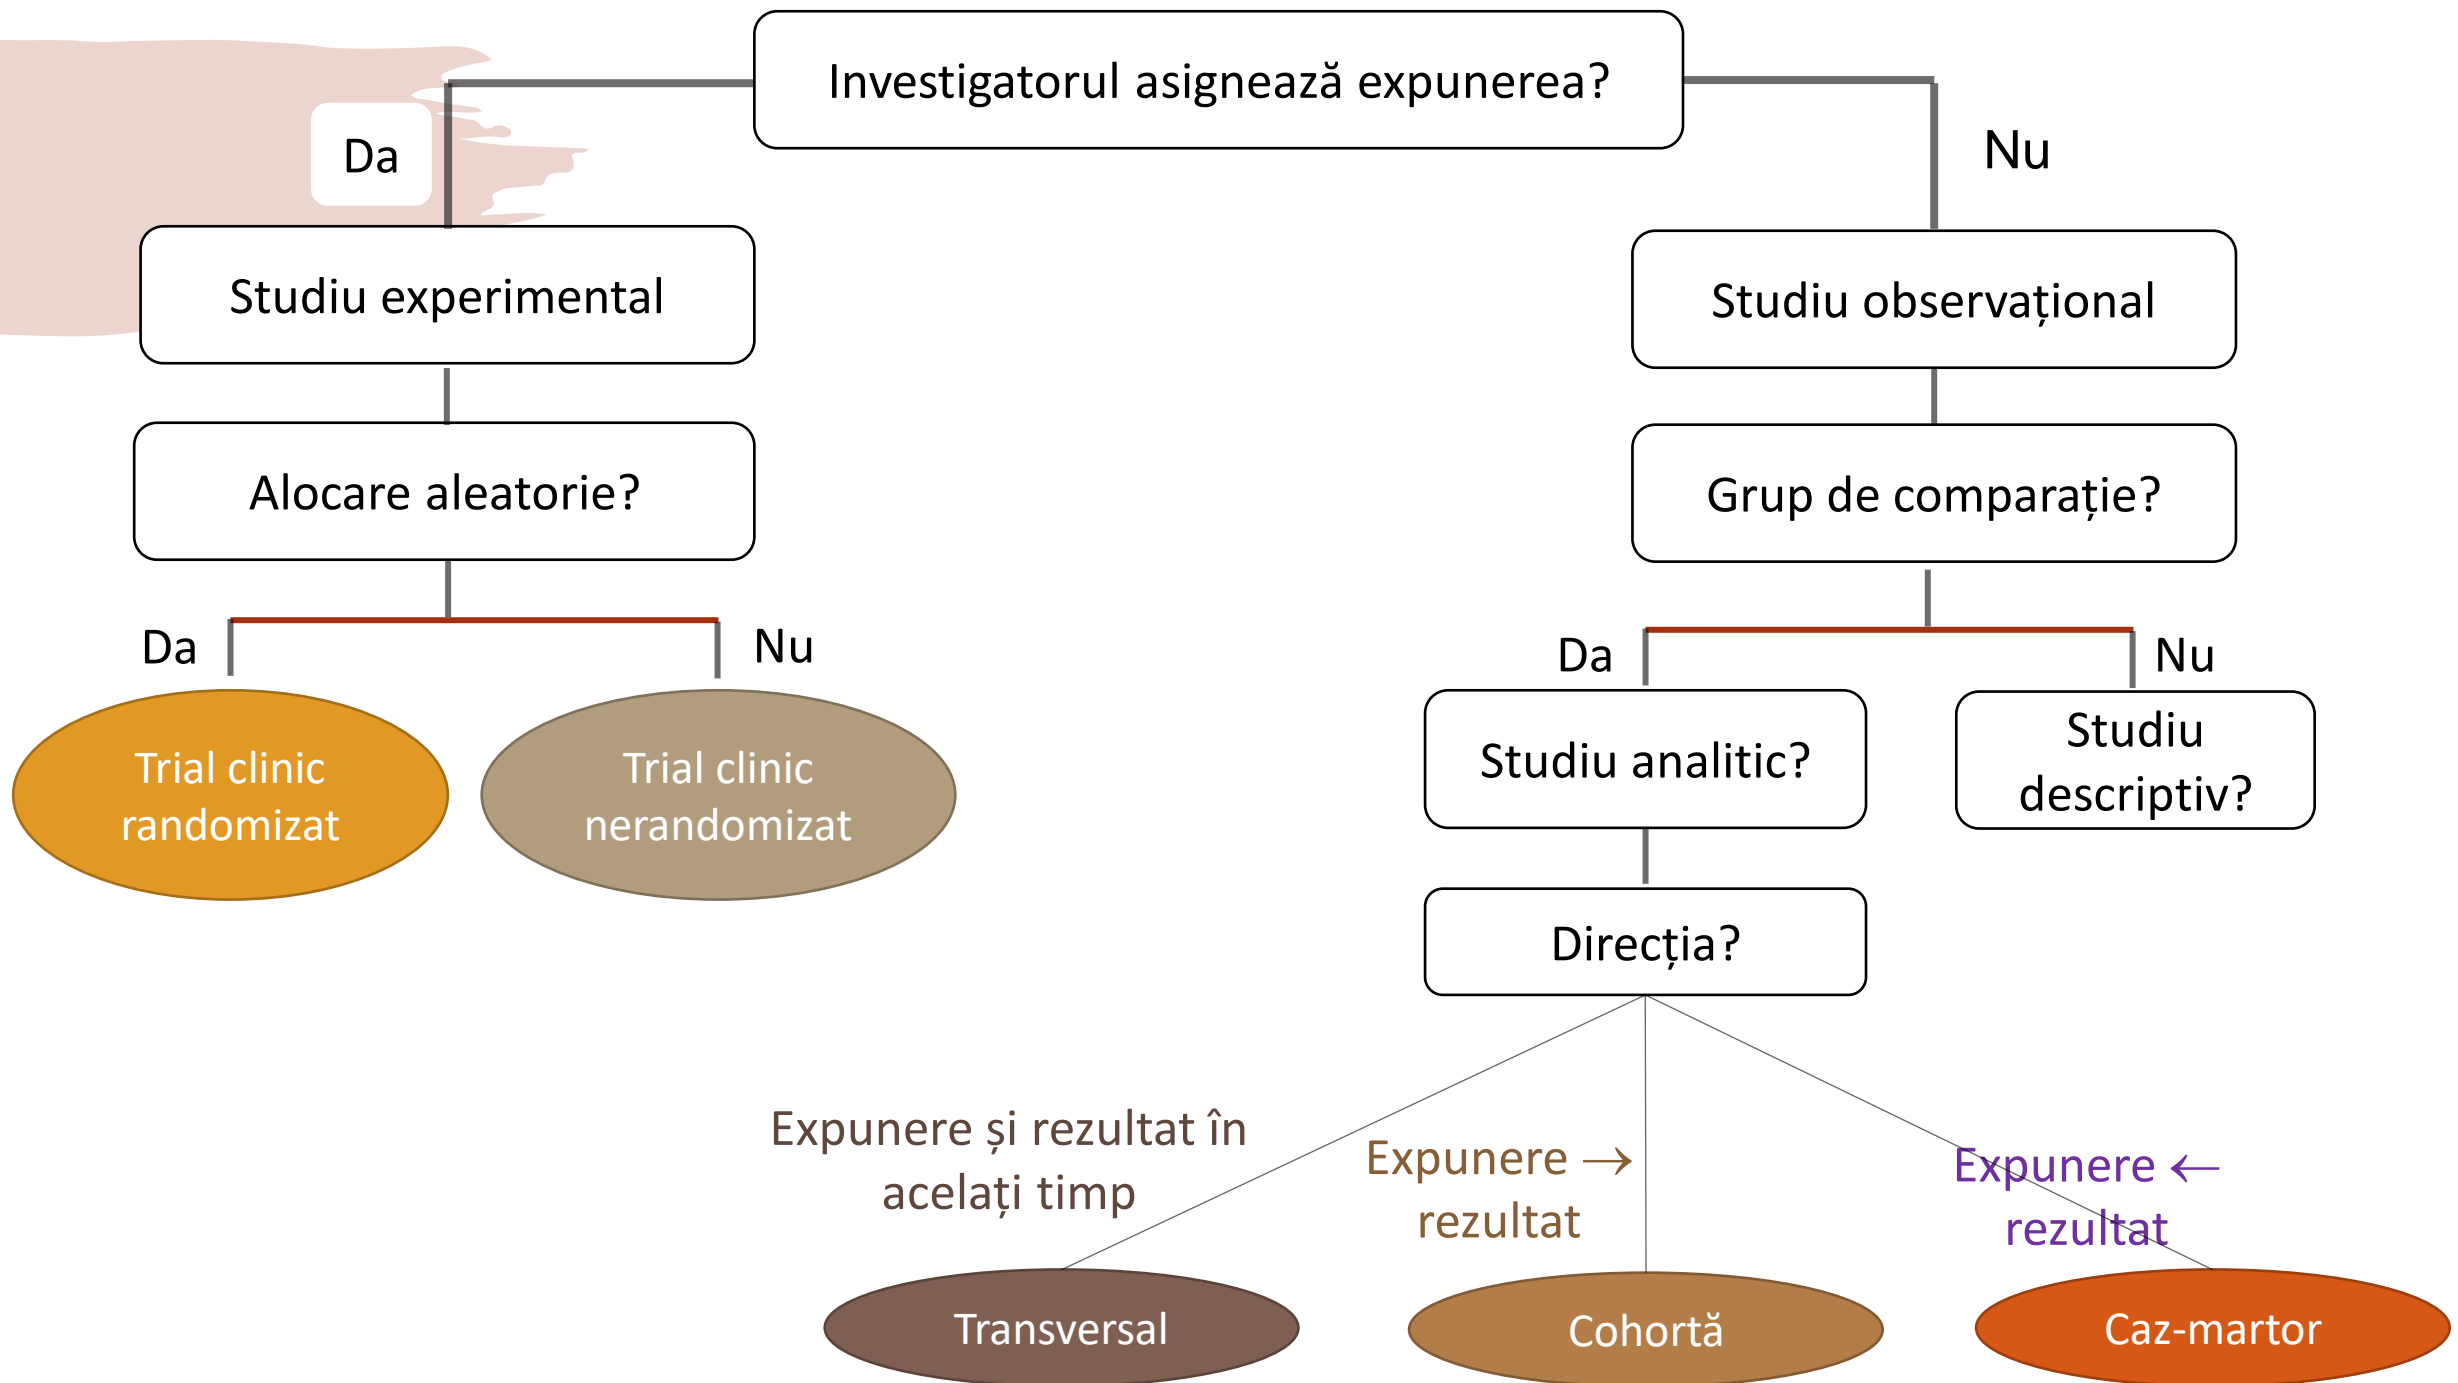 Investigatorul asignează expunerea?
Da
Nu
Studiu experimental
Studiu observațional
Alocare aleatorie?
Grup de comparație?
Da
Nu
Da
Nu
Trial clinic
randomizat
Trial clinic
nerandomizat
Studiu analitic?
Studiu
descriptiv?
Direcția?
Expunere și rezultat în
acelați timp
Expunere →
rezultat
Expunere ←
rezultat
Transversal
Cohortă
Caz-martor